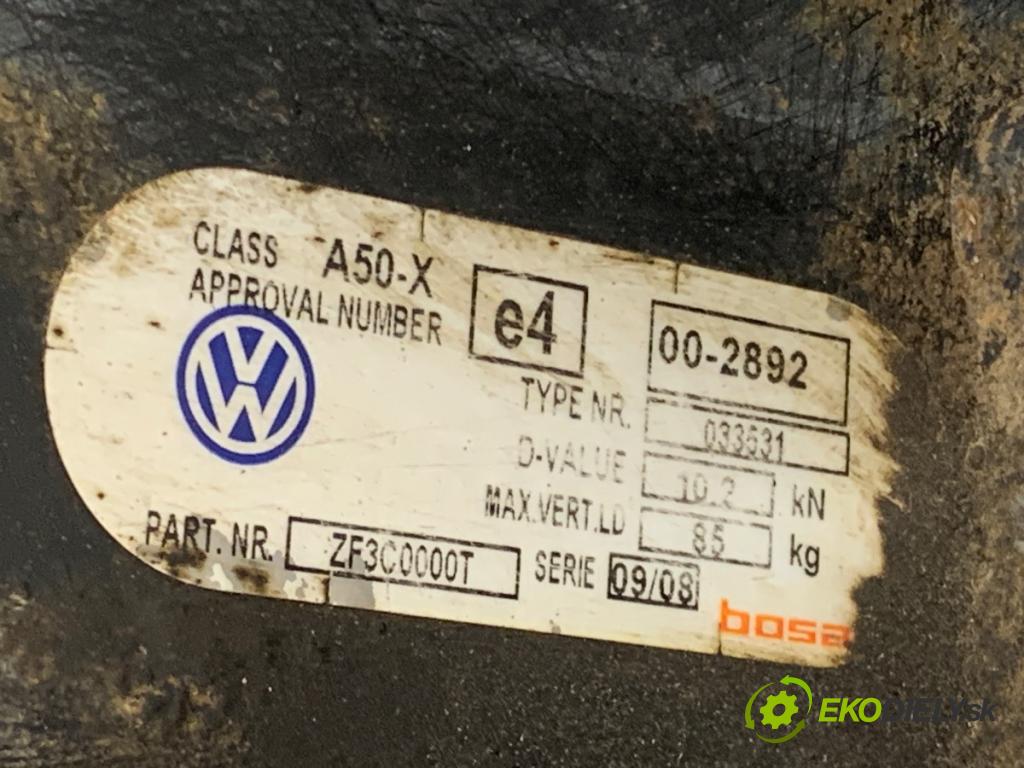 CLASS A50-X
APPROVAL NUMBER e4 00-2892
TYPE NR. 033531
D-VALUE 10.2 kN
MAX.VERT.LD 85 kg
PART. NR. ZF3C0000T SERIE 09/08
bosa
EKODIELY.sk